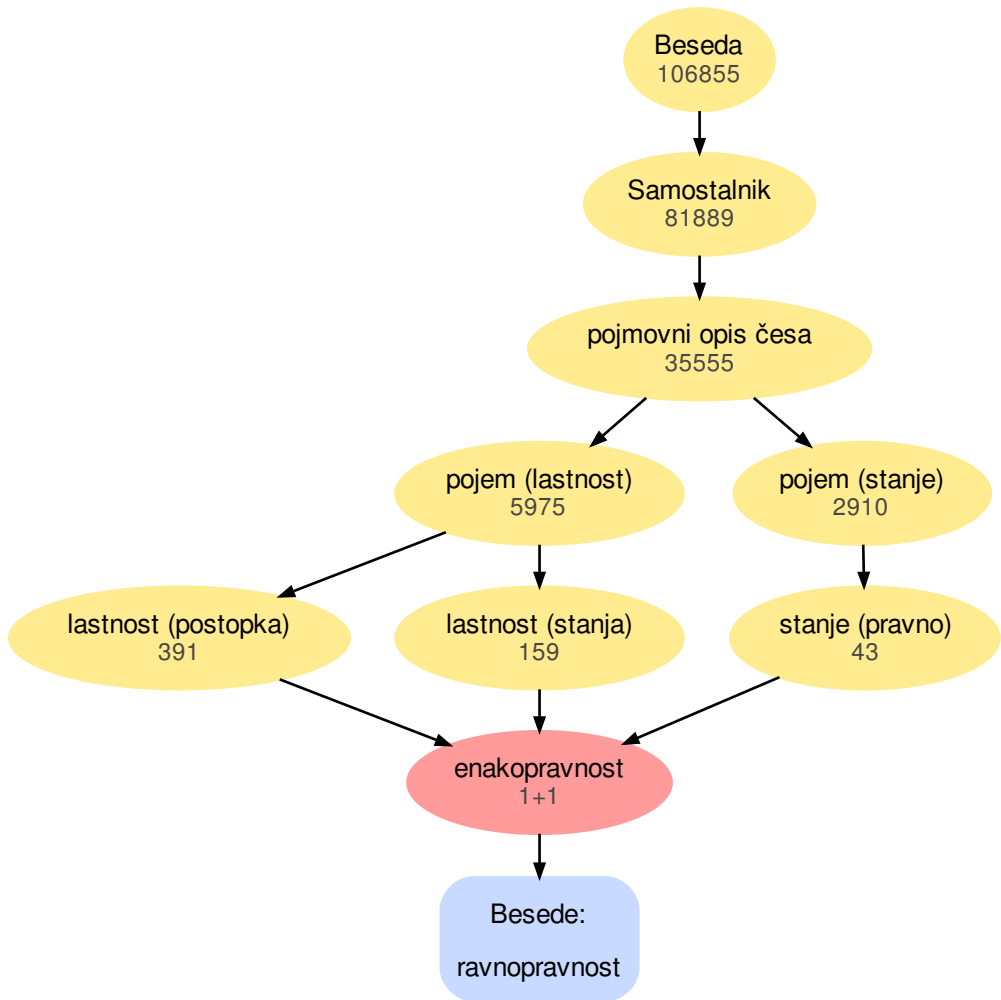 Beseda
106855
Samostalnik
81889
pojmovni opis česa
35555
pojem (lastnost)
5975
pojem (stanje)
2910
lastnost (postopka)
391
lastnost (stanja)
159
stanje (pravno)
43
enakopravnost
1+1
Besede:
ravnopravnost